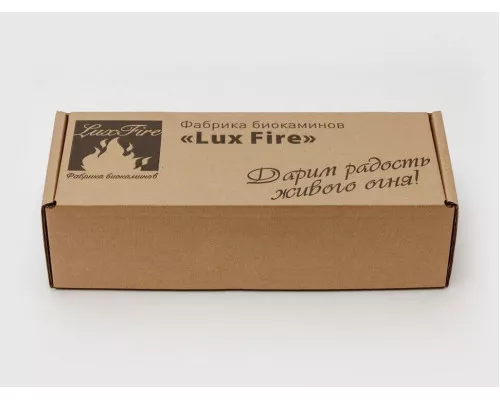 LuxFire
Фабрика биокаминов
Фабрика биокаминов
«Lux Fire»
Дарим радость
живого огня!